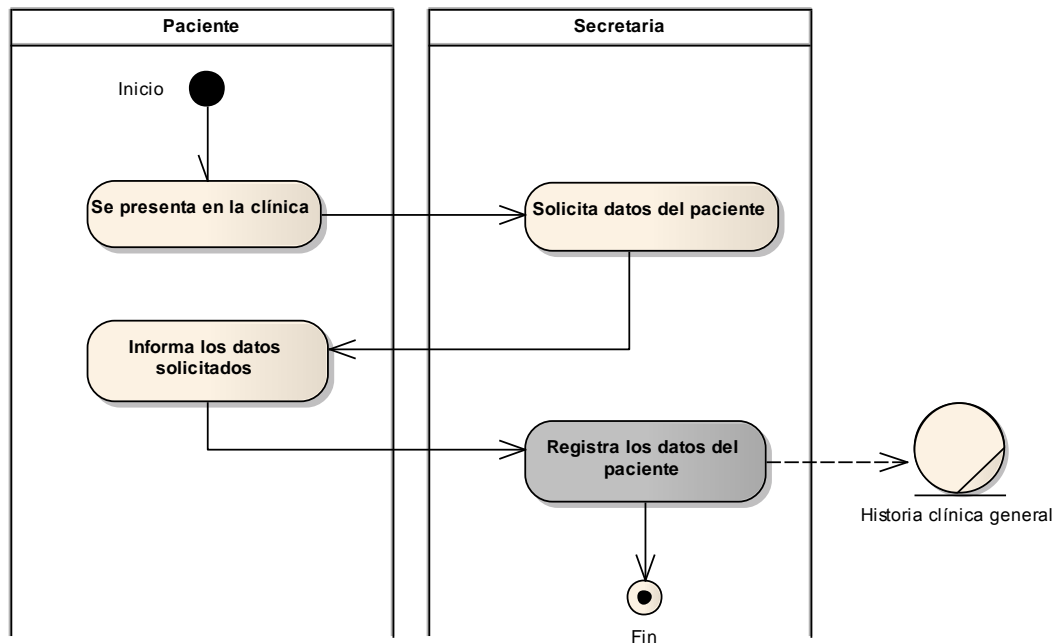 Paciente
Secretaria
Inicio
Se presenta en la clínica
Solicita datos del paciente
Informa los datos
solicitados
Registra los datos del
paciente
Historia clínica general
Fin